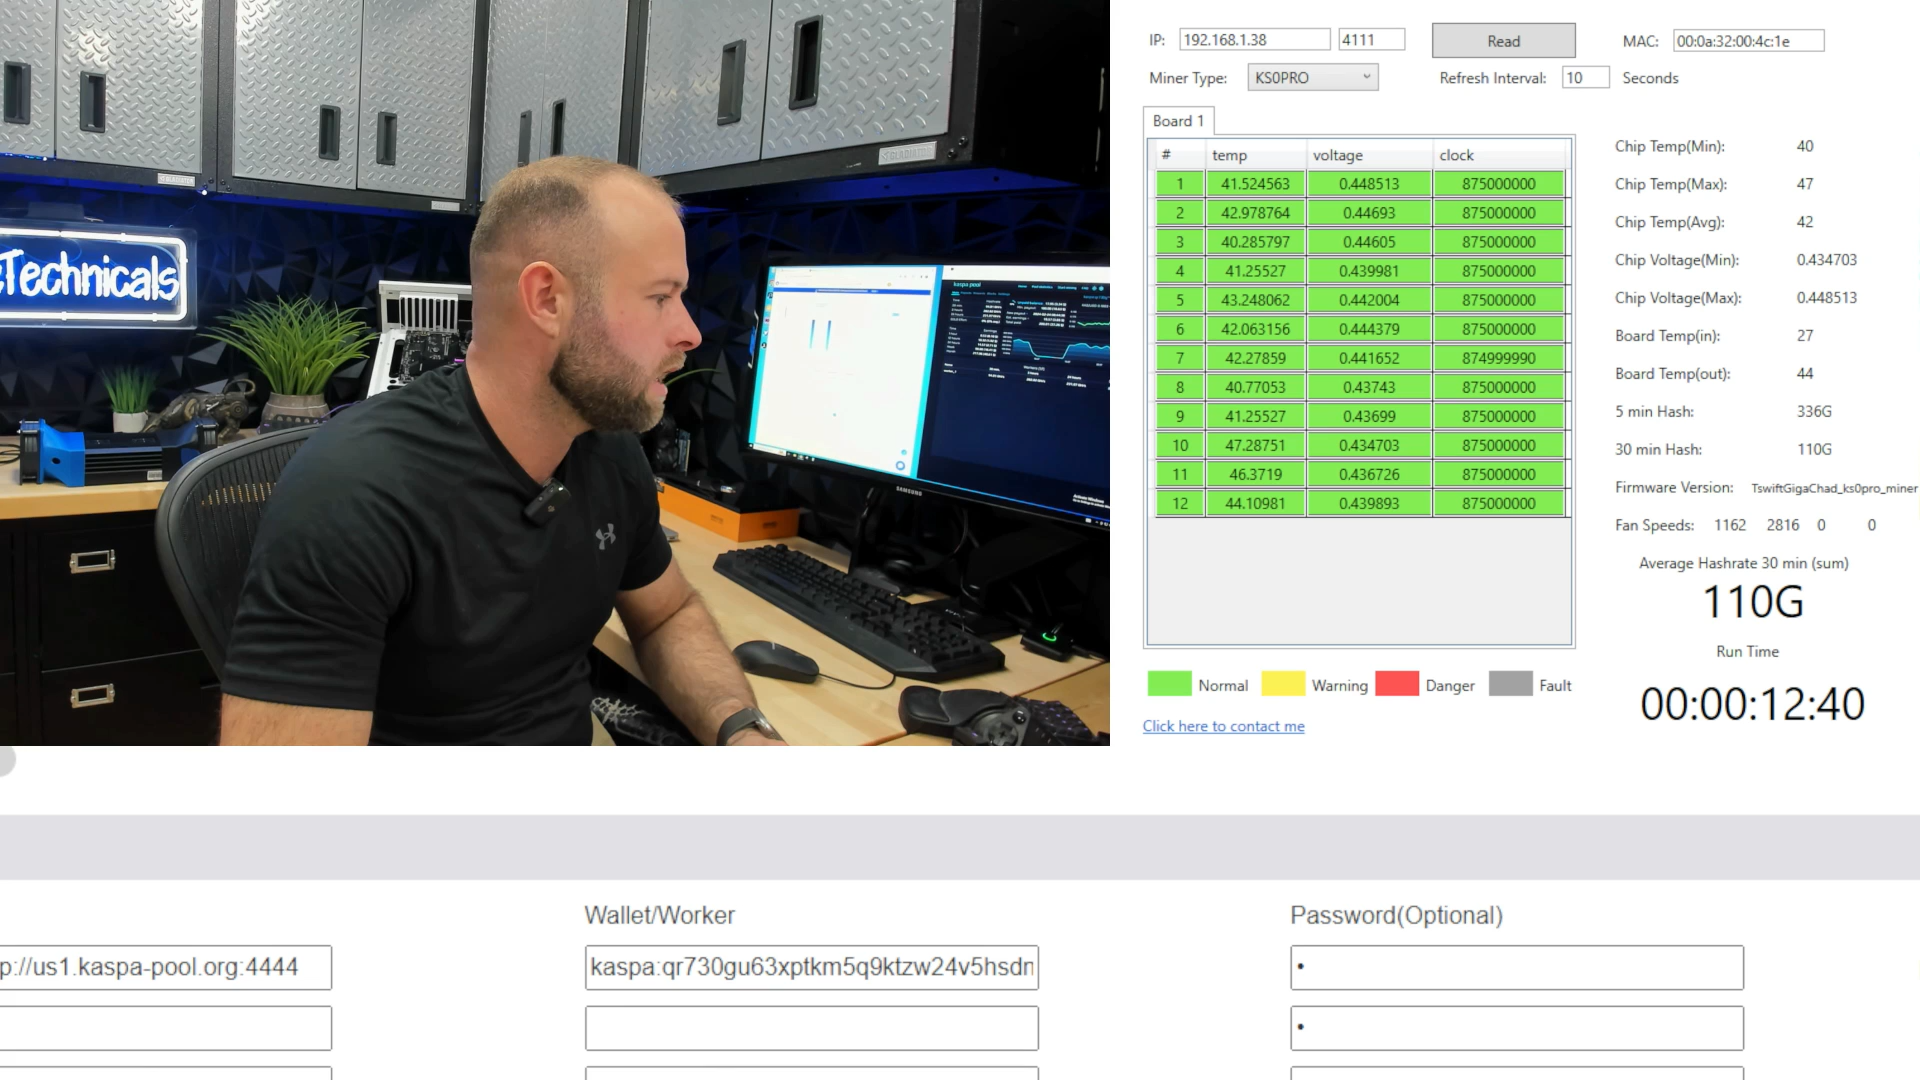 GLADIATOR
Technicals
SAMSUNG
kaspa-pool
IP: 192.168.1.38 4111 Read MAC: 00:0a:32:00:4c:1e
Miner Type: KS0PRO Refresh Interval: 10 Seconds
Board 1
# temp voltage clock
1 41.524563 0.448513 875000000
2 42.978764 0.44693 875000000
3 40.285797 0.44605 875000000
4 41.25527 0.439981 875000000
5 43.248062 0.442004 875000000
6 42.063156 0.444379 875000000
7 42.27859 0.441652 874999990
8 40.77053 0.43743 875000000
9 41.25527 0.43699 875000000
10 47.28751 0.434703 875000000
11 46.3719 0.436726 875000000
12 44.10981 0.439893 875000000
Chip Temp(Min): 40
Chip Temp(Max): 47
Chip Temp(Avg): 42
Chip Voltage(Min): 0.434703
Chip Voltage(Max): 0.448513
Board Temp(in): 27
Board Temp(out): 44
5 min Hash: 336G
30 min Hash: 110G
Firmware Version: TswiftGigaChad_ks0pro_miner
Fan Speeds: 1162 2816 0 0
Average Hashrate 30 min (sum)
110G
Run Time
00:00:12:40
Normal Warning Danger Fault
Click here to contact me
Wallet/Worker Password(Optional)
p://us1.kaspa-pool.org:4444 kaspa:qr730gu63xptkm5q9ktzw24v5hsdn •
•